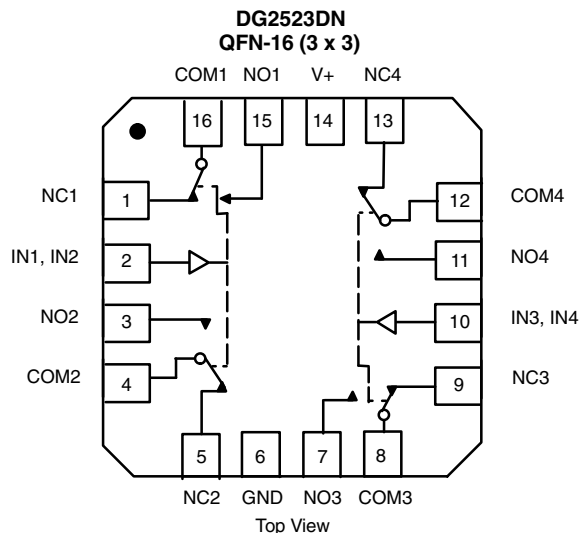 DG2523DN
QFN-16 (3 x 3)
COM1 NO1 V+ NC4
16 15 14 13
NC1 1 12 COM4
IN1, IN2 2 11 NO4
NO2 3 10 IN3, IN4
COM2 4 9 NC3
5 6 7 8
NC2 GND NO3 COM3
Top View